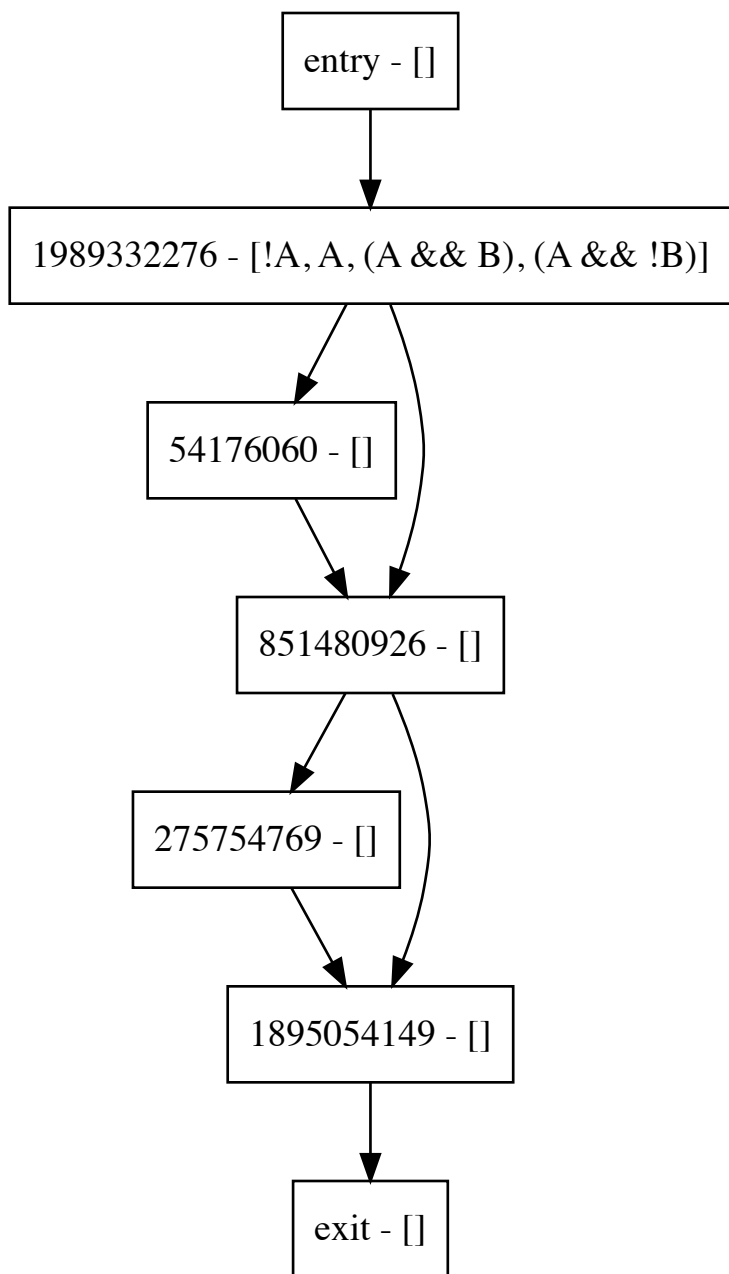 entry - []
1989332276 - [!A, A, (A && B), (A && !B)]
54176060 - []
851480926 - []
275754769 - []
1895054149 - []
exit - []